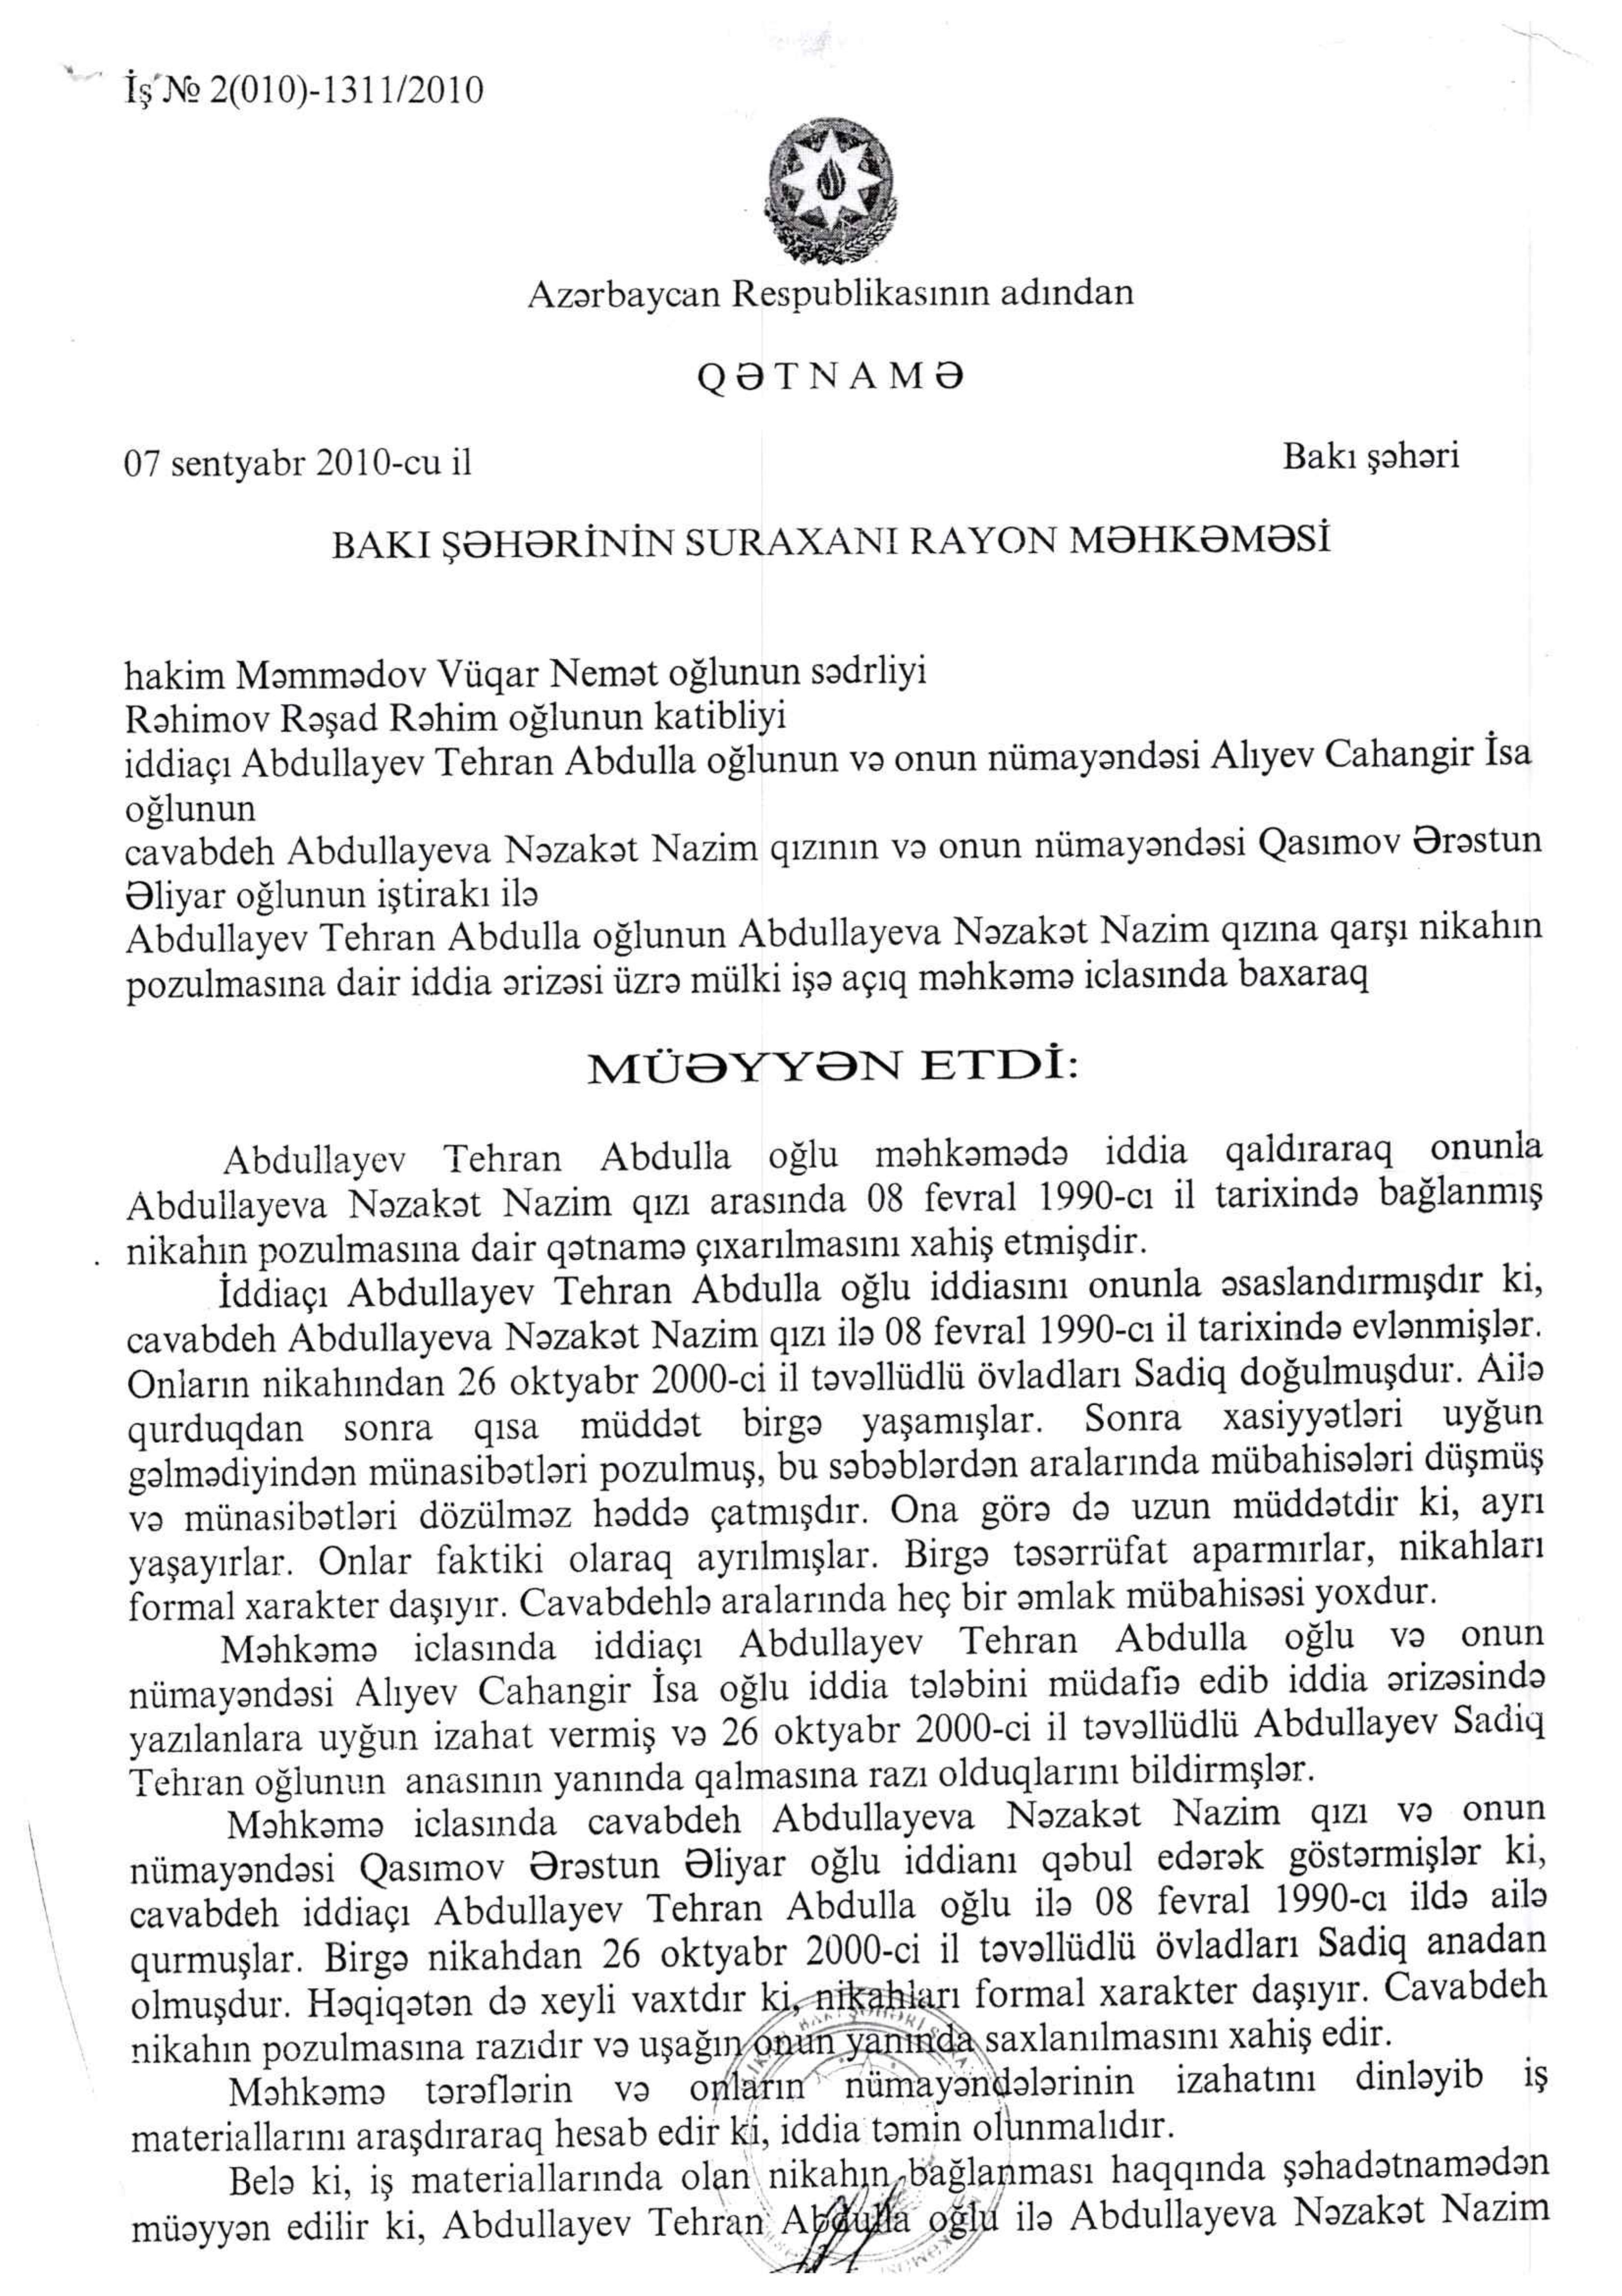 İş № 2(010)-1311/2010
Azərbaycan Respublikasının adından
QƏTNAMƏ
07 sentyabr 2010-cu il
Bakı şəhəri
BAKI ŞƏHƏRİNİN SURAXANI RAYON MƏHKƏMƏSİ
hakim Məmmədov Vüqar Nemət oğlunun sədrliyi
Rəhimov Rəşad Rəhim oğlunun katibliyi
iddiaçı Abdullayev Tehran Abdulla oğlunun və onun nümayəndəsi Alıyev Cahangir İsa
oğlunun
cavabdeh Abdullayeva Nəzakət Nazim qızının və onun nümayəndəsi Qasımov Ərəstun
Əliyar oğlunun iştirakı ilə
Abdullayev Tehran Abdulla oğlunun Abdullayeva Nəzakət Nazim qızına qarşı nikahın
pozulmasına dair iddia ərizəsi üzrə mülki işə açıq məhkəmə iclasında baxaraq
MÜƏYYƏN ETDİ:
Abdullayev Tehran Abdulla oğlu məhkəmədə iddia qaldıraraq onunla
Abdullayeva Nəzakət Nazim qızı arasında 08 fevral 1990-cı il tarixində bağlanmış
nikahın pozulmasına dair qətnamə çıxarılmasını xahiş etmişdir.
İddiaçı Abdullayev Tehran Abdulla oğlu iddiasını onunla əsaslandırmışdır ki,
cavabdeh Abdullayeva Nəzakət Nazim qızı ilə 08 fevral 1990-cı il tarixində evlənmişlər.
Onların nikahından 26 oktyabr 2000-ci il təvəllüdlü övladları Sadiq doğulmuşdur. Ailə
qurduqdan sonra qısa müddət birgə yaşamışlar. Sonra xasiyyətləri uyğun
gəlmədiyindən münasibətləri pozulmuş, bu səbəblərdən aralarında mübahisələri düşmüş
və münasibətləri dözülməz həddə çatmışdır. Ona görə də uzun müddətdir ki, ayrı
yaşayırlar. Onlar faktiki olaraq ayrılmışlar. Birgə təsərrüfat aparmırlar, nikahları
formal xarakter daşıyır. Cavabdehlə aralarında heç bir əmlak mübahisəsi yoxdur.
Məhkəmə iclasında iddiaçı Abdullayev Tehran Abdulla oğlu və onun
nümayəndəsi Alıyev Cahangir İsa oğlu iddia tələbini müdafiə edib iddia ərizəsində
yazılanlara uyğun izahat vermiş və 26 oktyabr 2000-ci il təvəllüdlü Abdullayev Sadiq
Tehran oğlunun anasının yanında qalmasına razı olduqlarını bildirmşlər.
Məhkəmə iclasında cavabdeh Abdullayeva Nəzakət Nazim qızı və onun
nümayəndəsi Qasımov Ərəstun Əliyar oğlu iddianı qəbul edərək göstərmişlər ki,
cavabdeh iddiaçı Abdullayev Tehran Abdulla oğlu ilə 08 fevral 1990-cı ildə ailə
qurmuşlar. Birgə nikahdan 26 oktyabr 2000-ci il təvəllüdlü övladları Sadiq anadan
olmuşdur. Həqiqətən də xeyli vaxtdır ki, nikahları formal xarakter daşıyır. Cavabdeh
nikahın pozulmasına razıdır və uşağın onun yanında saxlanılmasını xahiş edir.
Məhkəmə tərəflərin və onların nümayəndələrinin izahatını dinləyib iş
materiallarını araşdıraraq hesab edir ki, iddia təmin olunmalıdır.
Belə ki, iş materiallarında olan nikahın bağlanması haqqında şəhadətnamədən
müəyyən edilir ki, Abdullayev Tehran Abdulla oğlu ilə Abdullayeva Nəzakət Nazim